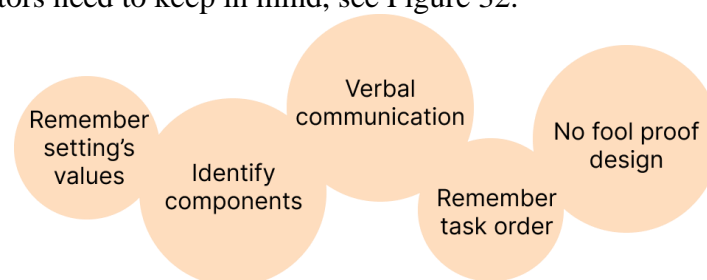 tors need to keep in mind, see Figure 32.
Remember
setting's
values
Identify
components
Verbal
communication
Remember
task order
No fool proof
design